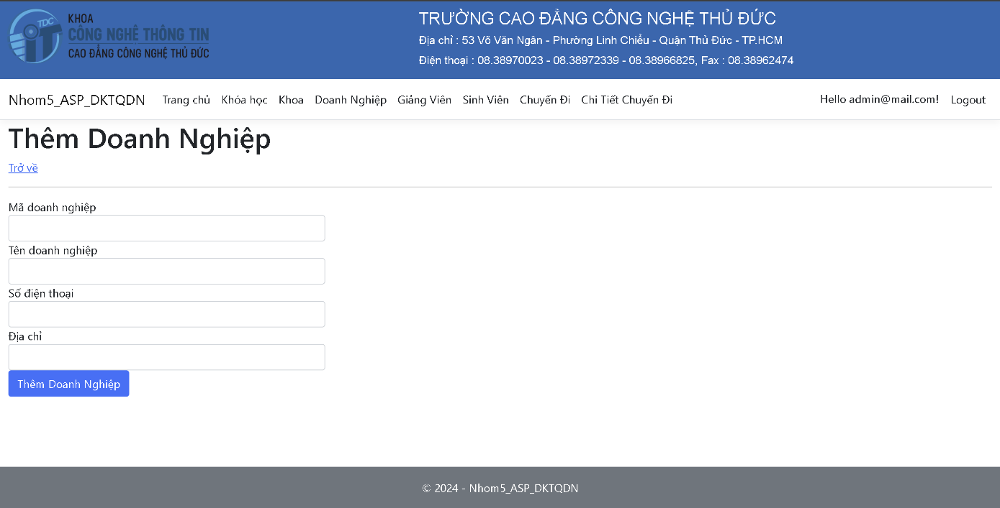 TDC
iT
KHOA
CÔNG NGHỆ THÔNG TIN
CAO ĐẲNG CÔNG NGHỆ THỦ ĐỨC
TRƯỜNG CAO ĐẲNG CÔNG NGHỆ THỦ ĐỨC
Địa chỉ : 53 Võ Văn Ngân - Phường Linh Chiểu - Quận Thủ Đức - TP.HCM
Điện thoại : 08.38970023 - 08.38972339 - 08.38966825, Fax : 08.38962474
Nhom5_ASP_DKTQDN Trang chủ Khóa học Khoa Doanh Nghiệp Giảng Viên Sinh Viên Chuyến Đi Chi Tiết Chuyến Đi Hello admin@mail.com! Logout
Thêm Doanh Nghiệp
Trở về
Mã doanh nghiệp
Tên doanh nghiệp
Số điện thoại
Địa chỉ
Thêm Doanh Nghiệp
© 2024 - Nhom5_ASP_DKTQDN